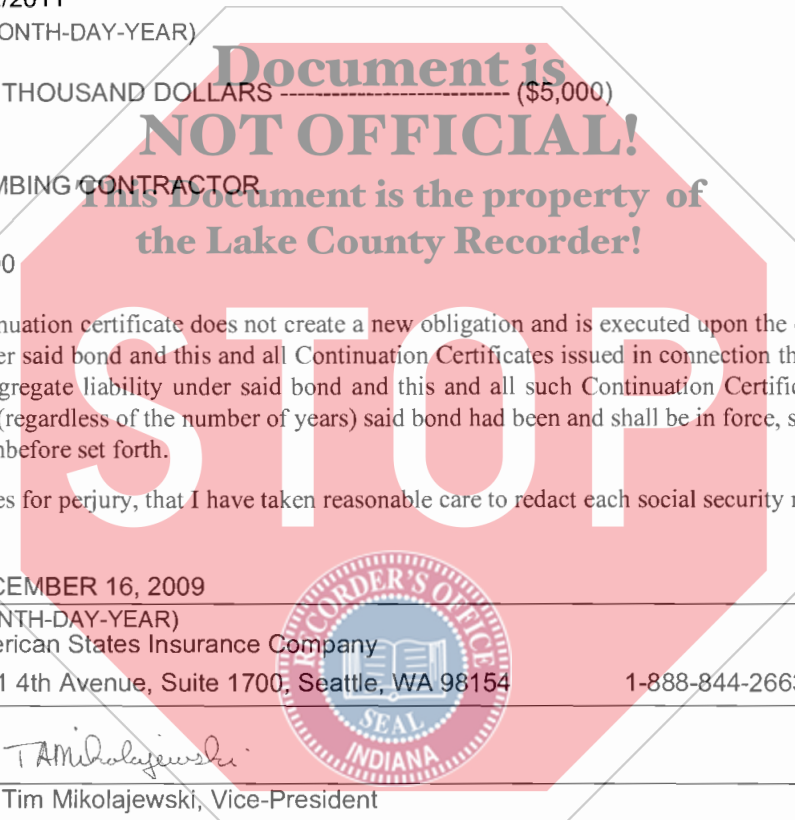 /2011
ONTH-DAY-YEAR)
Document is
THOUSAND DOLLARS -------------------------- ($5,000)
NOT OFFICIAL!
MBING CONTRACTOR
This Document is the property of
the Lake County Recorder!
STOP
nuation certificate does not create a new obligation and is executed upon the
er said bond and this and all Continuation Certificates issued in connection th
gregate liability under said bond and this and all such Continuation Certific
(regardless of the number of years) said bond had been and shall be in force, s
nbefore set forth.
es for perjury, that I have taken reasonable care to redact each social security
CEMBER 16, 2009
NTH-DAY-YEAR)
erican States Insurance Company
1 4th Avenue, Suite 1700, Seattle, WA 98154 1-888-844-2663
RECORDER'S OFFICE
SEAL
INDIANA
TAMikolajewski
Tim Mikolajewski, Vice-President